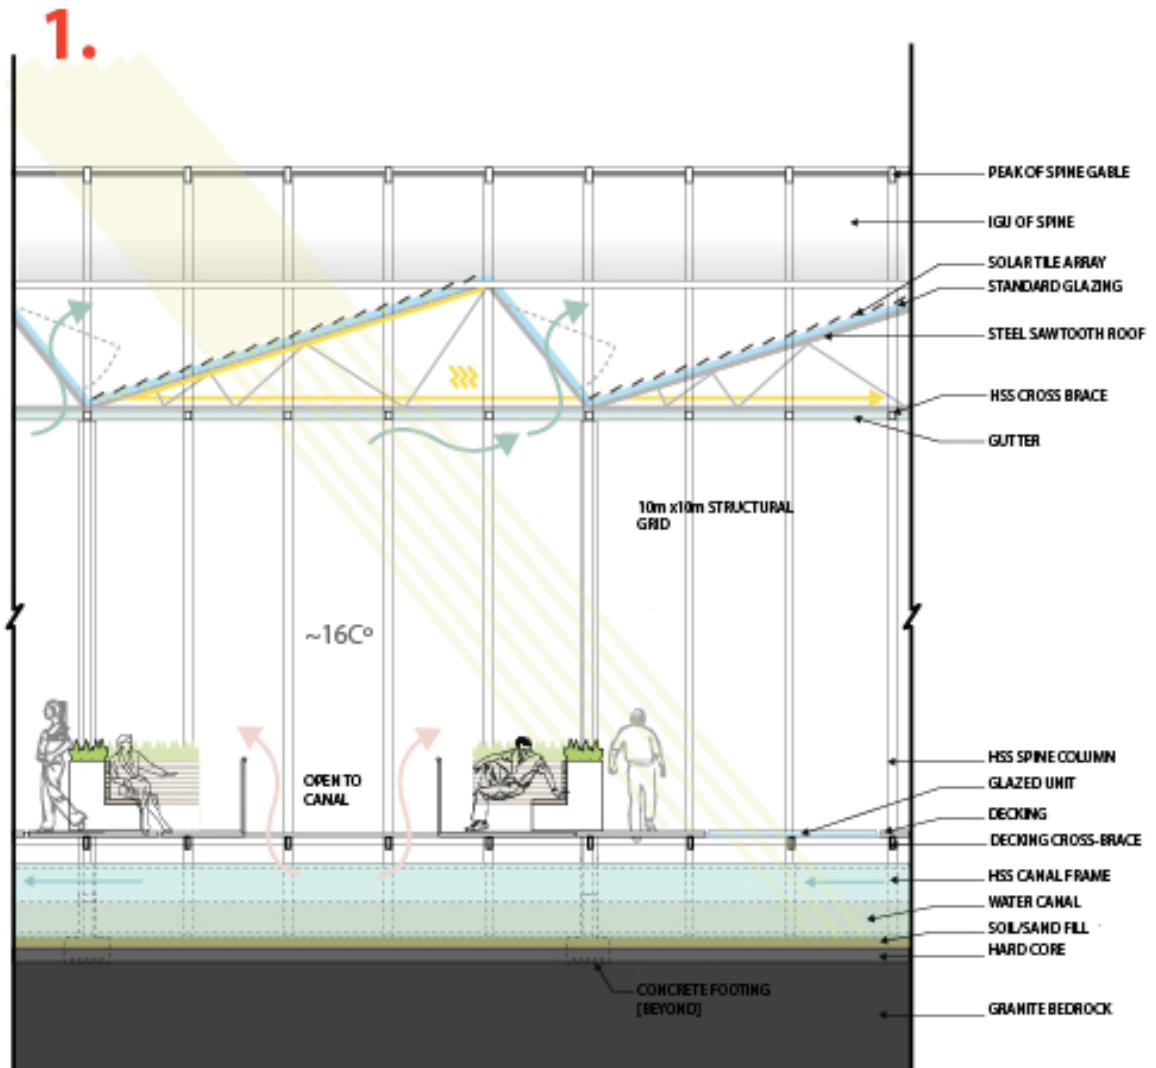 1.
PEAK OF SPINE GABLE
IGU OF SPINE
SOLAR TILE ARRAY
STANDARD GLAZING
STEEL SAWTOOTH ROOF
HSS CROSS BRACE
GUTTER
10m x10m STRUCTURAL
GRID
~16Cº
OPEN TO
CANAL
HSS SPINE COLUMN
GLAZED UNIT
DECKING
DECKING CROSS-BRACE
HSS CANAL FRAME
WATER CANAL
SOIL/SAND FILL
HARD CORE
CONCRETE FOOTING
[BEYOND]
GRANITE BEDROCK